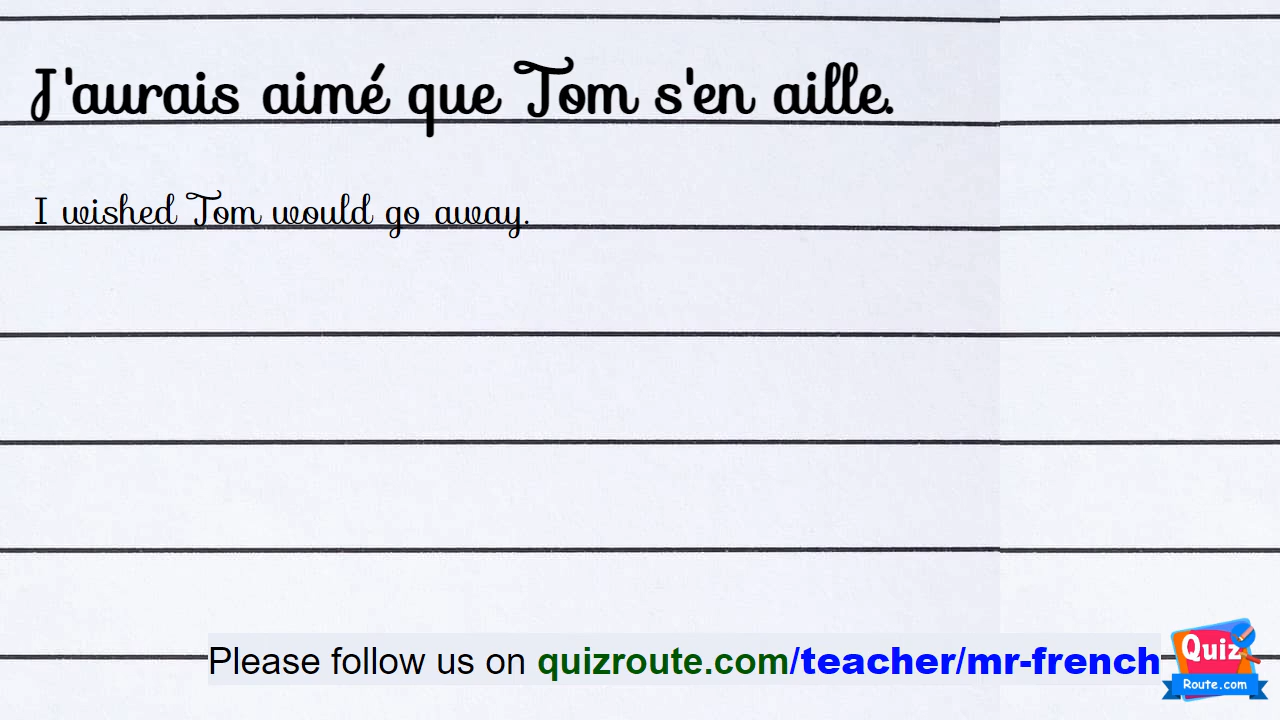 J'aurais aimé que Tom s'en aille.
I wished Tom would go away.
Please follow us on quizroute.com/teacher/mr-french
Quiz
Route.com